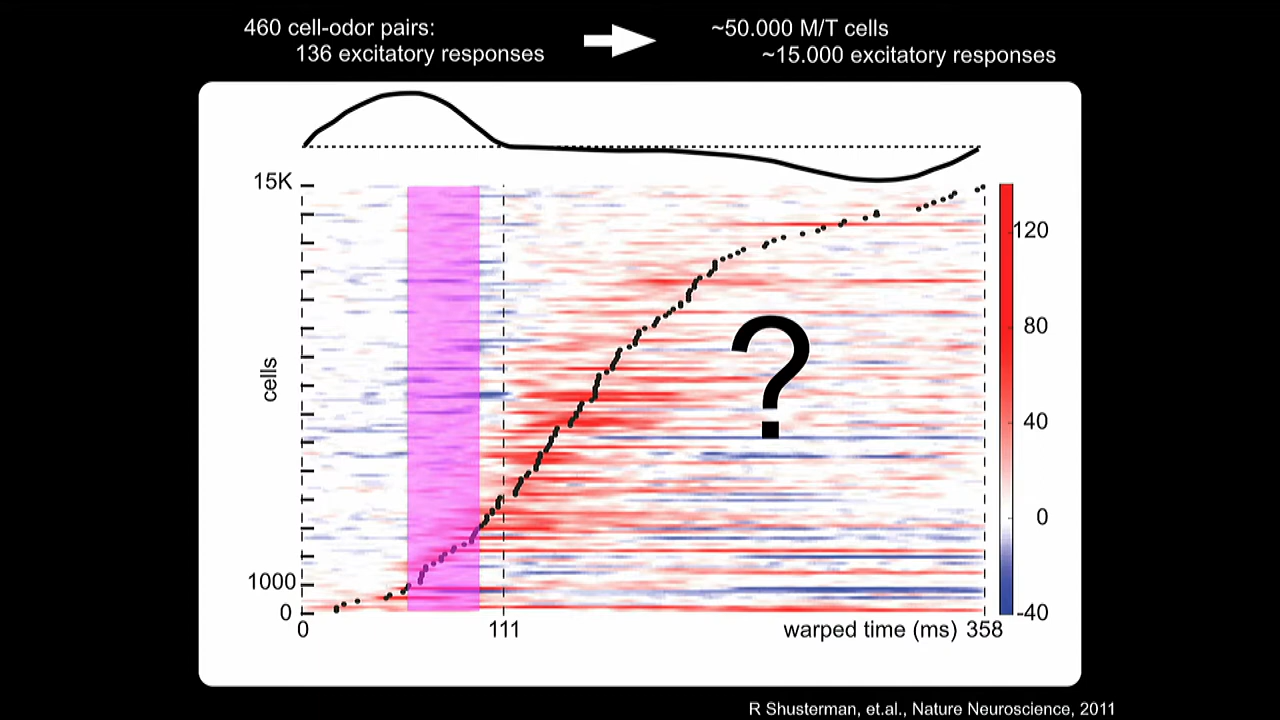 460 cell-odor pairs:
136 excitatory responses
~50.000 M/T cells
~15.000 excitatory responses
15K
120
80
?
cells
40
0
1000
0
-40
0
111
warped time (ms)
358
R Shusterman, et.al., Nature Neuroscience, 2011